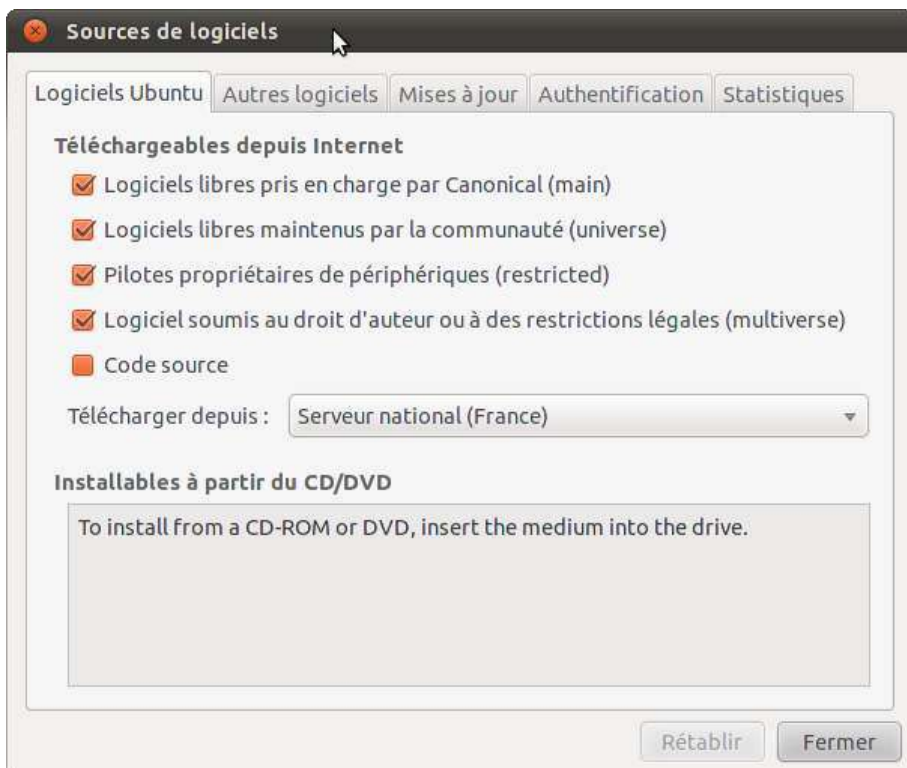 Sources de logiciels
Logiciels Ubuntu Autres logiciels Mises à jour Authentification Statistiques
Téléchargeables depuis Internet
Logiciels libres pris en charge par Canonical (main)
Logiciels libres maintenus par la communauté (universe)
Pilotes propriétaires de périphériques (restricted)
Logiciel soumis au droit d'auteur ou à des restrictions légales (multiverse)
Code source
Télécharger depuis : Serveur national (France)
Installables à partir du CD/DVD
To install from a CD-ROM or DVD, insert the medium into the drive.
Rétablir Fermer